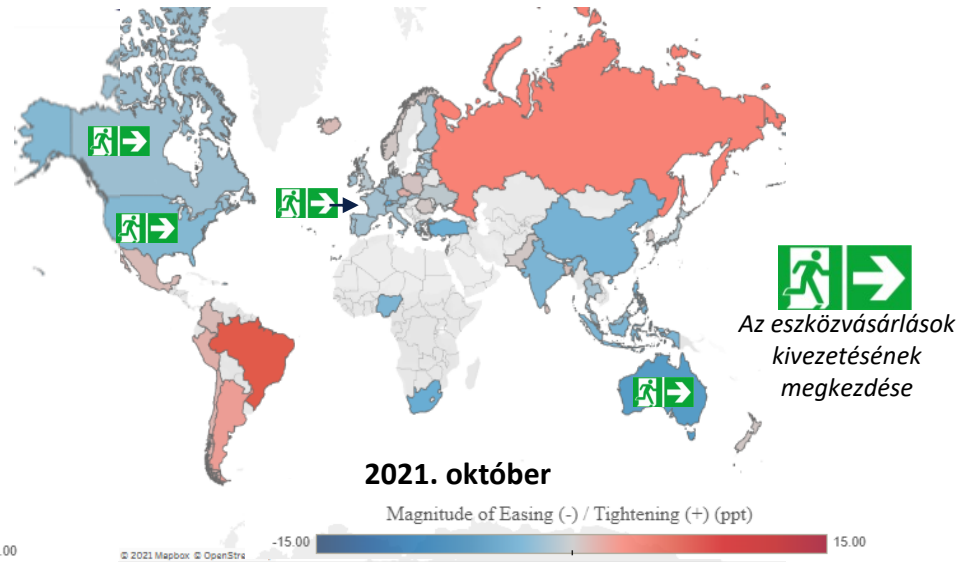 Az eszközvásárlások
kivezetésének
megkezdése
2021. október
Magnitude of Easing (-) / Tightening (+) (ppt)
.00
-15.00
15.00
© 2021 Mapbox © OpenStre